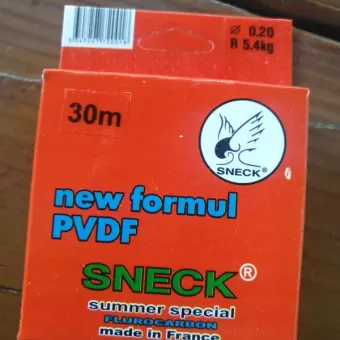 Ø 0.20
R 5.4kg
30m
SNECK®
new formul
PVDF
SNECK®
summer special
FLUROCARBON
made in France